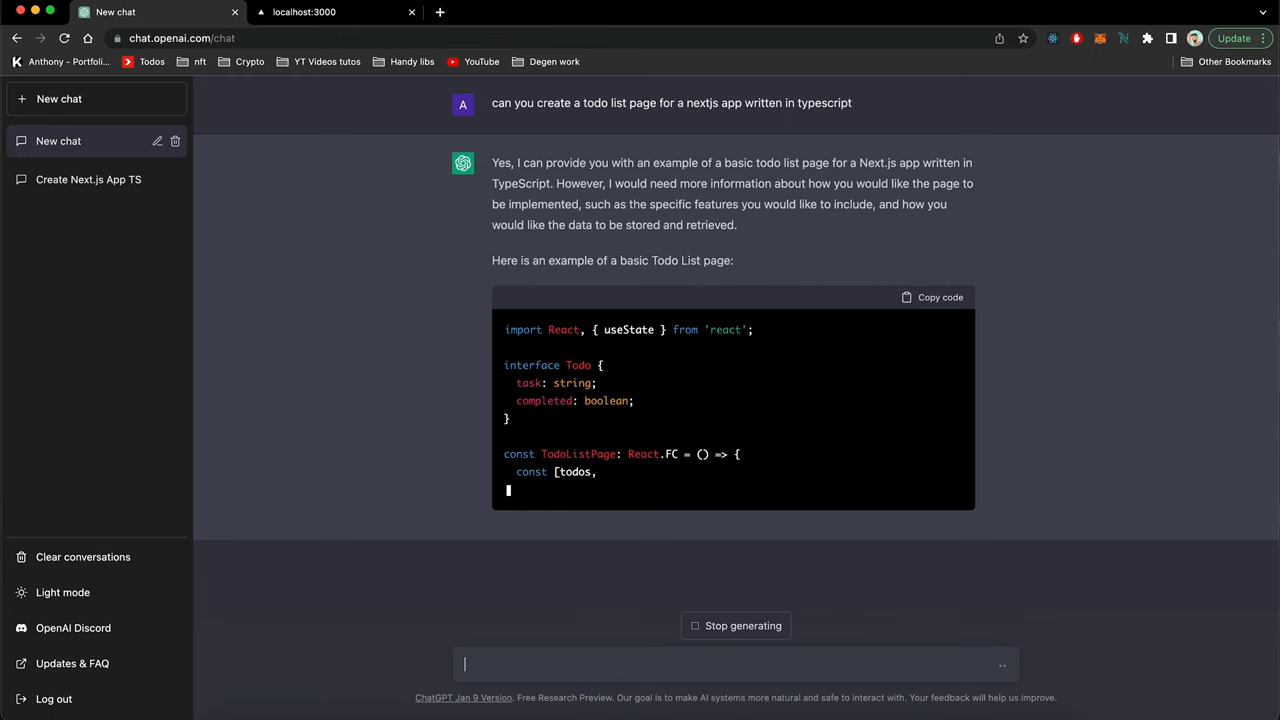 New chat
localhost:3000
chat.openai.com/chat
Update
Anthony - Portfoli...
Todos
nft
Crypto
YT Videos tutos
Handy libs
YouTube
Degen work
Other Bookmarks
New chat
New chat
Create Next.js App TS
Clear conversations
Light mode
OpenAI Discord
Updates & FAQ
Log out
A
can you create a todo list page for a nextjs app written in typescript
Yes, I can provide you with an example of a basic todo list page for a Next.js app written in
TypeScript. However, I would need more information about how you would like the page to
be implemented, such as the specific features you would like to include, and how you
would like the data to be stored and retrieved.
Here is an example of a basic Todo List page:
Copy code
import React, { useState } from 'react';
interface Todo {
task: string;
completed: boolean;
}
const TodoListPage: React.FC = () => {
const [todos,
Stop generating
ChatGPT Jan 9 Version. Free Research Preview. Our goal is to make AI systems more natural and safe to interact with. Your feedback will help us improve.